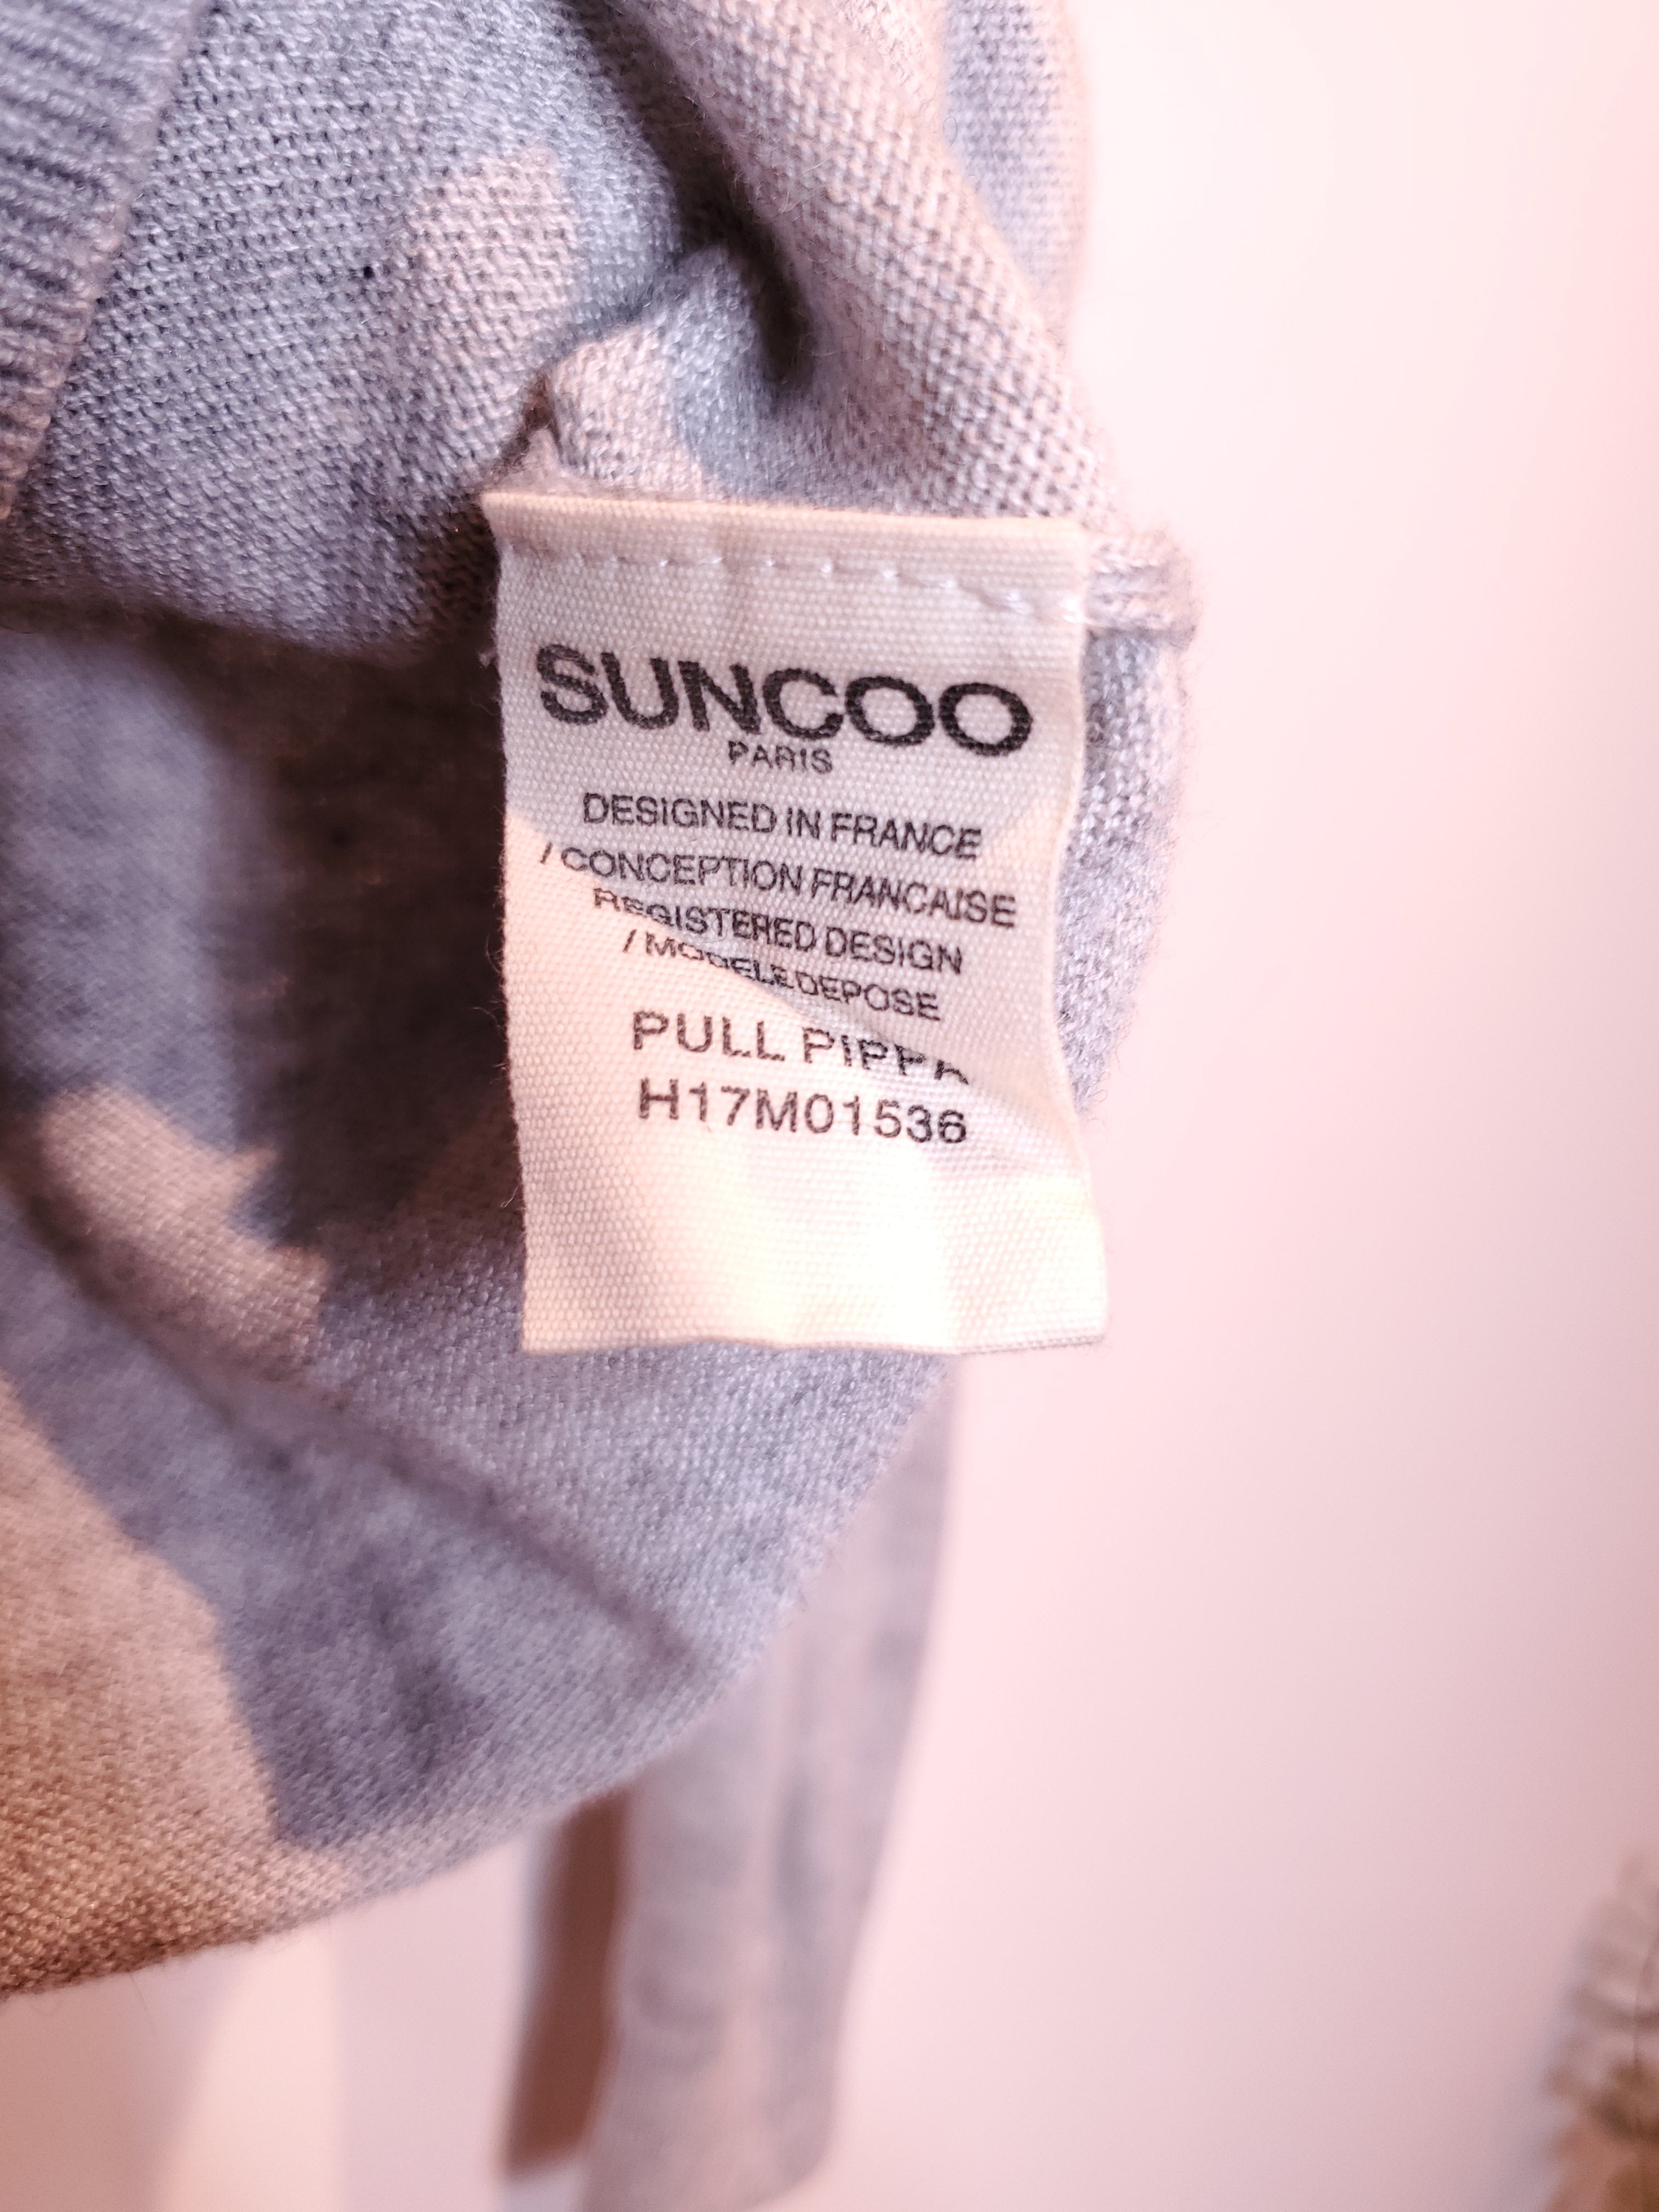 SUNCOO
PARIS
DESIGNED IN FRANCE
/ CONCEPTION FRANCAISE
REGISTERED DESIGN
/ MODELE DEPOSE
PULL PIPPA
H17M01536